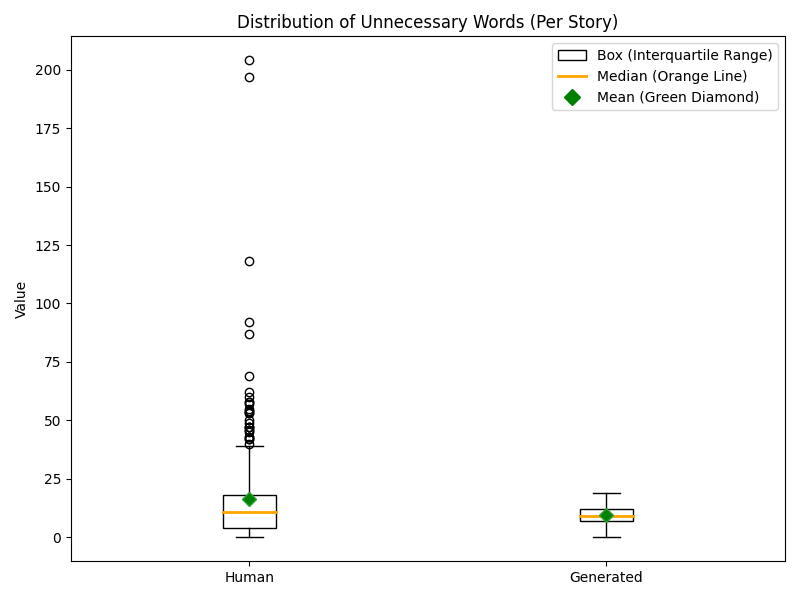 Distribution of Unnecessary Words (Per Story)
Box (Interquartile Range)
Median (Orange Line)
Mean (Green Diamond)
200
175
150
125
100
75
50
25
0
Value
Human
Generated